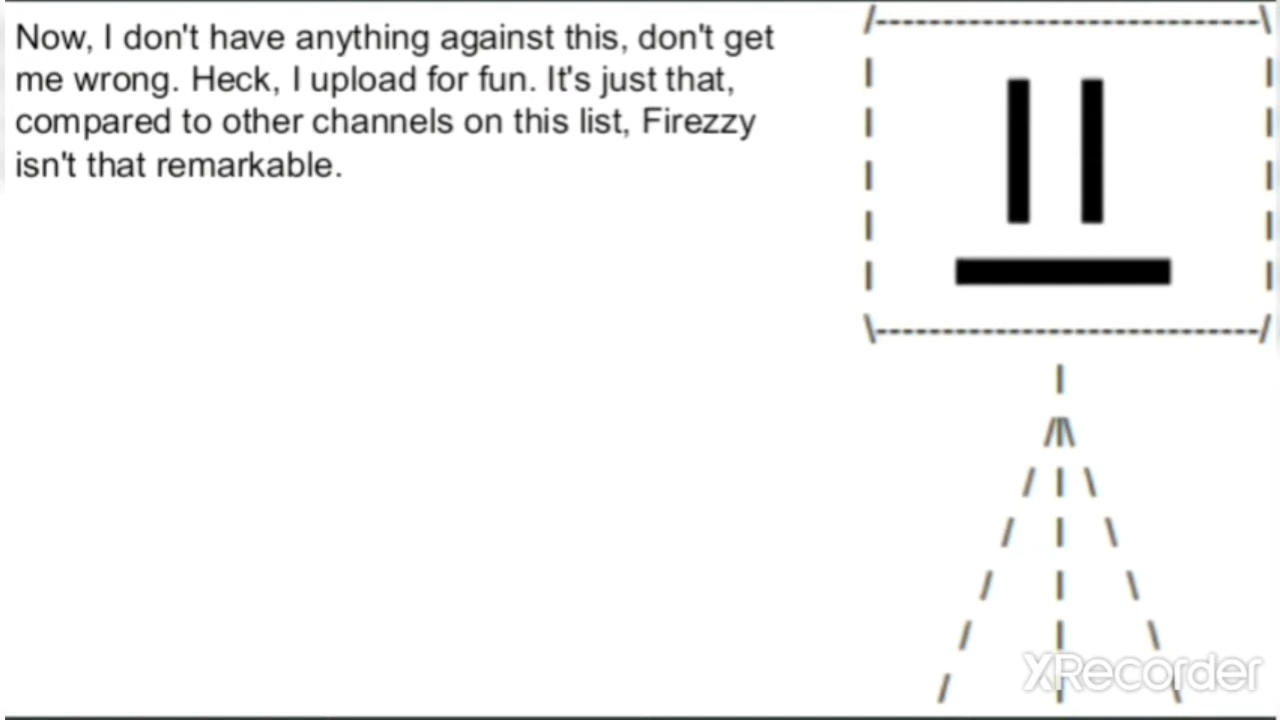 Now, I don't have anything against this, don't get
me wrong. Heck, I upload for fun. It's just that,
compared to other channels on this list, Firezzy
isn't that remarkable.
XRecorder